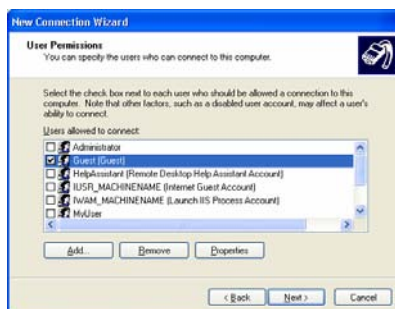 New Connection Wizard
User Permissions
You can specify the users who can connect to this computer.
Select the check box next to each user who should be allowed a connection to this
computer. Note that other factors, such as a disabled user account, may affect a user's
ability to connect.
Users allowed to connect:
Administrator
Guest (Guest)
HelpAssistant (Remote Desktop Help Assistant Account)
IUSR_MACHINENAME (Internet Guest Account)
IWAM_MACHINENAME (Launch IIS Process Account)
MyUser
Add... Remove Properties
< Back Next > Cancel